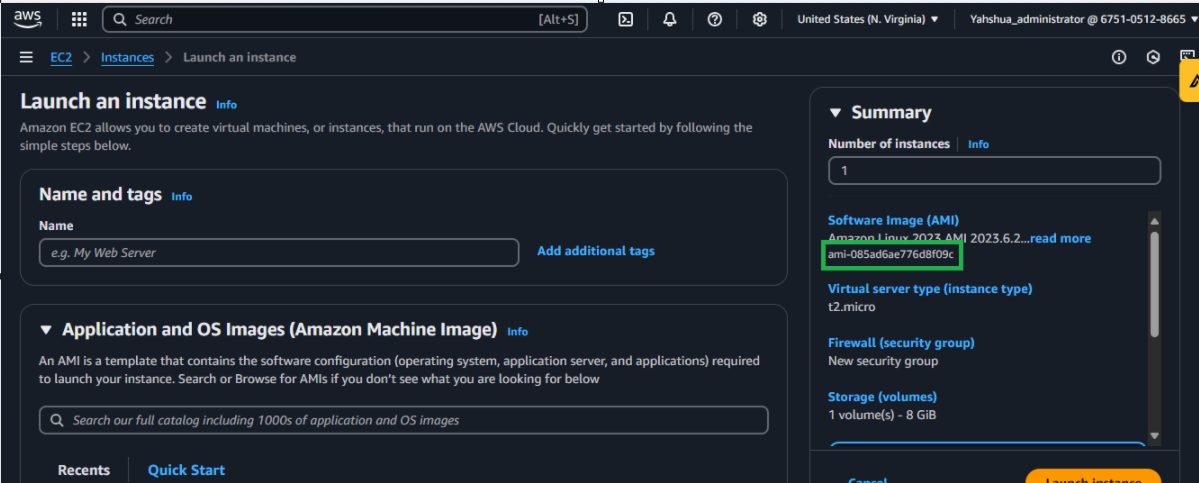 aws
Search
[Alt+S]
United States (N. Virginia)
Yahshua_administrator @ 6751-0512-8665
EC2 > Instances > Launch an instance
Launch an instance Info
Amazon EC2 allows you to create virtual machines, or instances, that run on the AWS Cloud. Quickly get started by following the
simple steps below.
Name and tags Info
Name
e.g. My Web Server
Add additional tags
Application and OS Images (Amazon Machine Image) Info
An AMI is a template that contains the software configuration (operating system, application server, and applications) required
to launch your instance. Search or Browse for AMIs if you don't see what you are looking for below
Search our full catalog including 1000s of application and OS images
Recents
Quick Start
Summary
Number of instances Info
1
Software Image (AMI)
Amazon Linux 2023 AMI 2023.6.2...read more
ami-085ad6ae776d8f09c
Virtual server type (instance type)
t2.micro
Firewall (security group)
New security group
Storage (volumes)
1 volume(s) - 8 GiB
Cancel
Launch instance